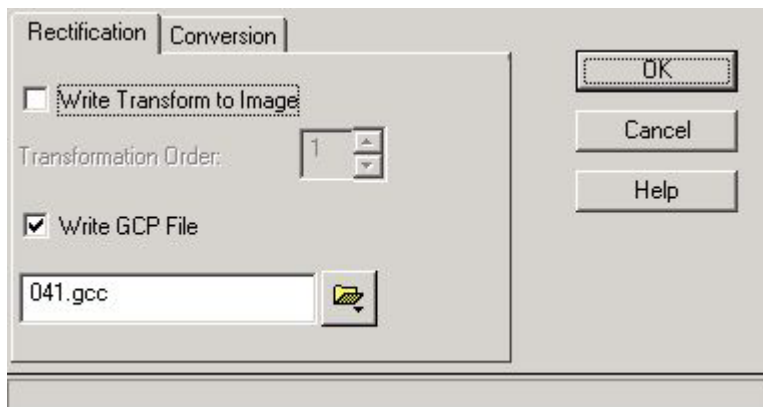 Rectification Conversion
OK
Write Transform to Image
Cancel
Transformation Order: 1
Help
Write GCP File
041.gcc